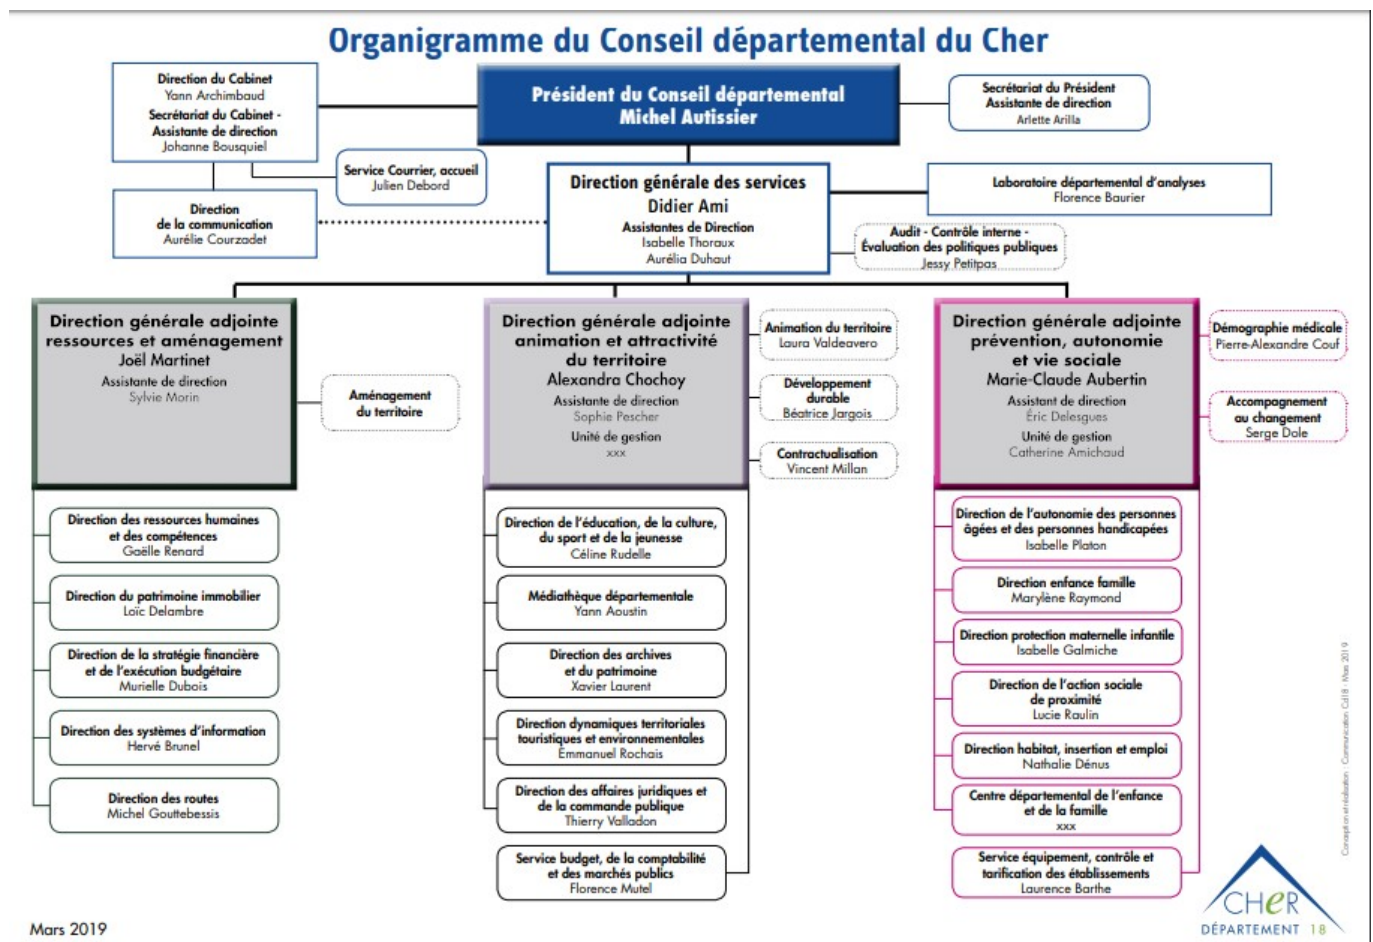 Organigramme du Conseil départemental du Cher
Direction du Cabinet
Yann Archimbaud
Secrétariat du Cabinet -
Assistante de direction
Johanne Bousquiel
Président du Conseil départemental
Michel Autissier
Secrétariat du Président
Assistante de direction
Arlette Arilla
Service Courrier, accueil
Julien Debord
Direction
de la communication
Aurélie Courzadet
Direction générale des services
Didier Ami
Assistantes de Direction
Isabelle Thoraux
Aurélia Duhaut
Laboratoire départemental d'analyses
Florence Baurier
Audit - Contrôle interne -
Évaluation des politiques publiques
Jessy Petitpas
Direction générale adjointe
ressources et aménagement
Joël Martinet
Assistante de direction
Sylvie Morin
Aménagement
du territoire
Direction des ressources humaines
et des compétences
Gaëlle Renard
Direction du patrimoine immobilier
Loïc Delambre
Direction de la stratégie financière
et de l'exécution budgétaire
Murielle Dubois
Direction des systèmes d'information
Hervé Brunel
Direction des routes
Michel Gouttebessis
Direction générale adjointe
animation et attractivité
du territoire
Alexandra Chochoy
Assistante de direction
Sophie Pescher
Unité de gestion
xxx
Animation du territoire
Laura Valdeavero
Développement
durable
Béatrice Jargois
Contractualisation
Vincent Millan
Direction de l'éducation, de la culture,
du sport et de la jeunesse
Céline Rudelle
Médiathèque départementale
Yann Aoustin
Direction des archives
et du patrimoine
Xavier Laurent
Direction dynamiques territoriales
touristiques et environnementales
Emmanuel Rochais
Direction des affaires juridiques et
de la commande publique
Thierry Valladon
Service budget, de la comptabilité
et des marchés publics
Florence Mutel
Direction générale adjointe
prévention, autonomie
et vie sociale
Marie-Claude Aubertin
Assistant de direction
Éric Delesgues
Unité de gestion
Catherine Amichaud
Démographie médicale
Pierre-Alexandre Couf
Accompagnement
au changement
Serge Dole
Direction de l'autonomie des personnes
âgées et des personnes handicapées
Isabelle Platon
Direction enfance famille
Marylène Raymond
Direction protection maternelle infantile
Isabelle Galmiche
Direction de l'action sociale
de proximité
Lucie Raulin
Direction habitat, insertion et emploi
Nathalie Dénus
Centre départemental de l'enfance
et de la famille
xxx
Service équipement, contrôle et
tarification des établissements
Laurence Barthe
Conception et réalisation : Communication Cd18 - Mars 2019
CHeR
DÉPARTEMENT 18
Mars 2019